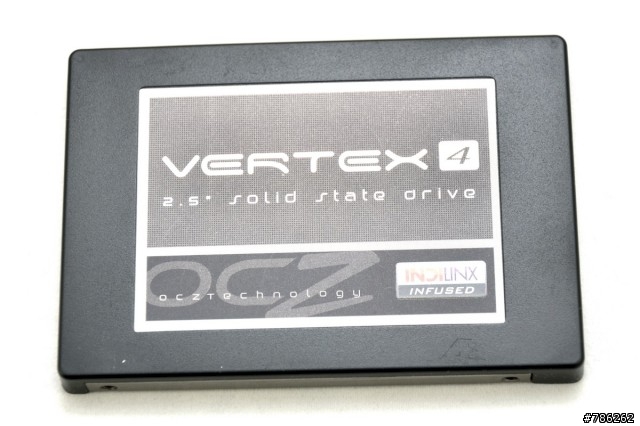 VERTEX 4
2.5" solid state drive
OCZ
OCZTechnology
INDILINX
INFUSED
#786262